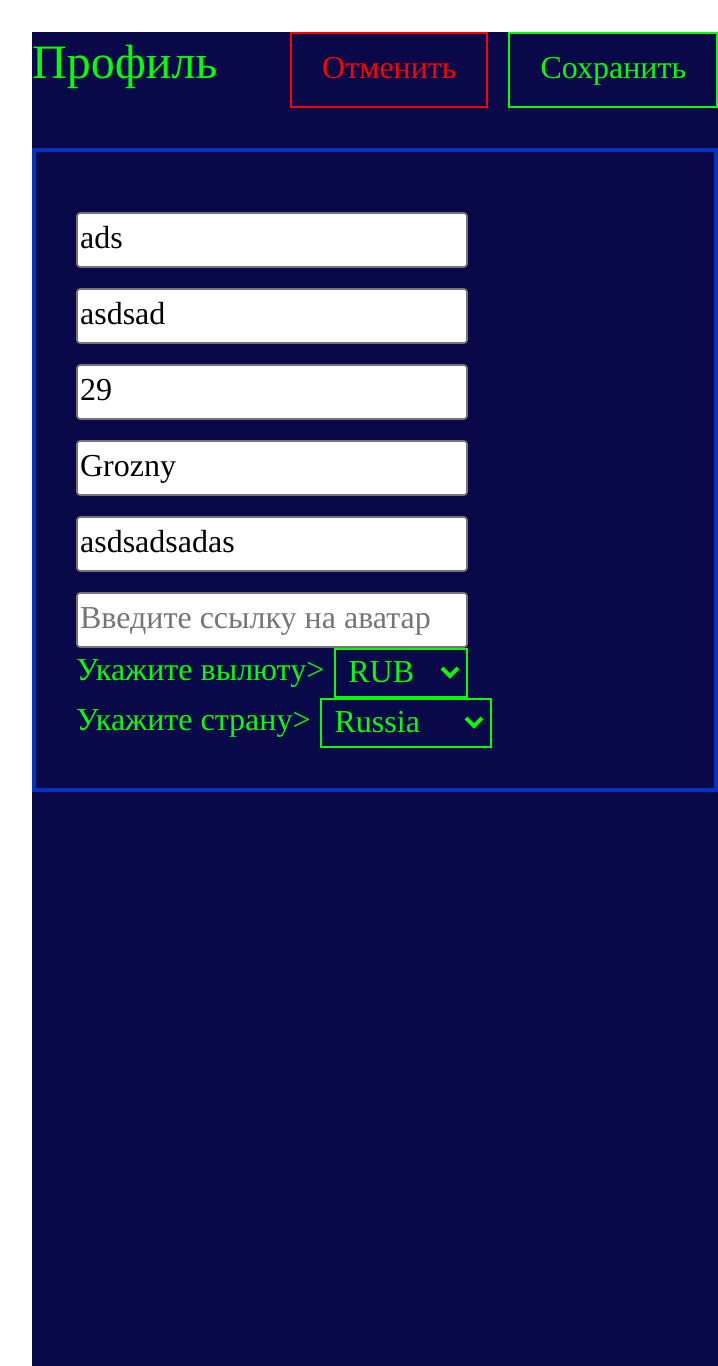 Профиль
Отменить
Сохранить
ads
asdsad
29
Grozny
asdsadsadas
Введите ссылку на аватар
Укажите вылюту> RUB
Укажите страну> Russia